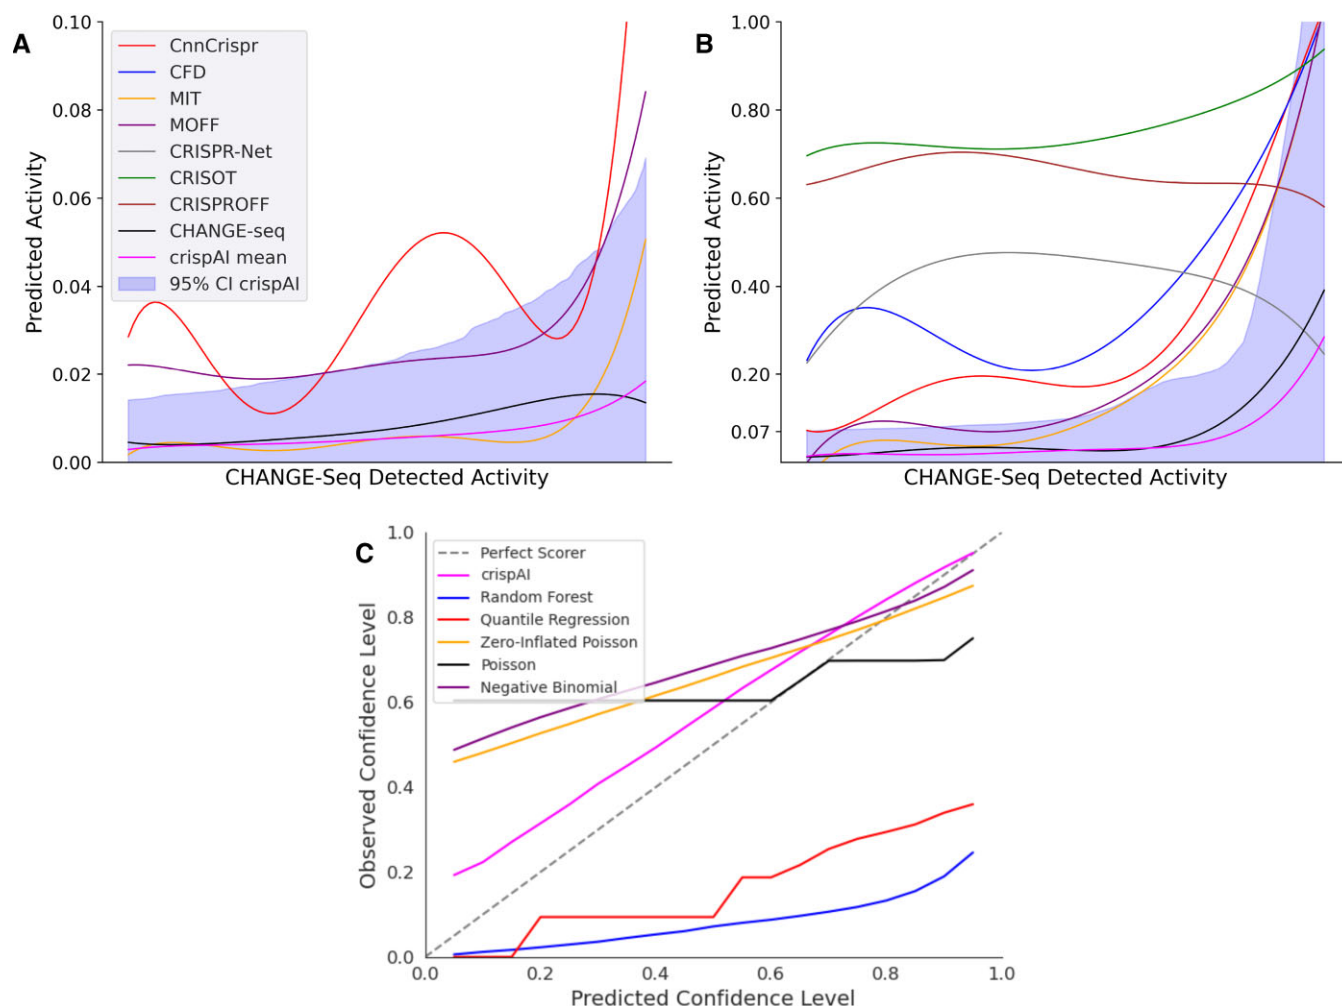 A
0.10
0.08
0.06
0.04
0.02
0.00
Predicted Activity
CnnCrispr
CFD
MIT
MOFF
CRISPR-Net
CRISOT
CRISPROFF
CHANGE-seq
crispAI mean
95% CI crispAI
CHANGE-Seq Detected Activity
B
1.00
0.80
0.60
0.40
0.20
0.07
Predicted Activity
CHANGE-Seq Detected Activity
C
1.0
0.8
0.6
0.4
0.2
0.0
Observed Confidence Level
Perfect Scorer
crispAI
Random Forest
Quantile Regression
Zero-Inflated Poisson
Poisson
Negative Binomial
0.0 0.2 0.4 0.6 0.8 1.0
Predicted Confidence Level